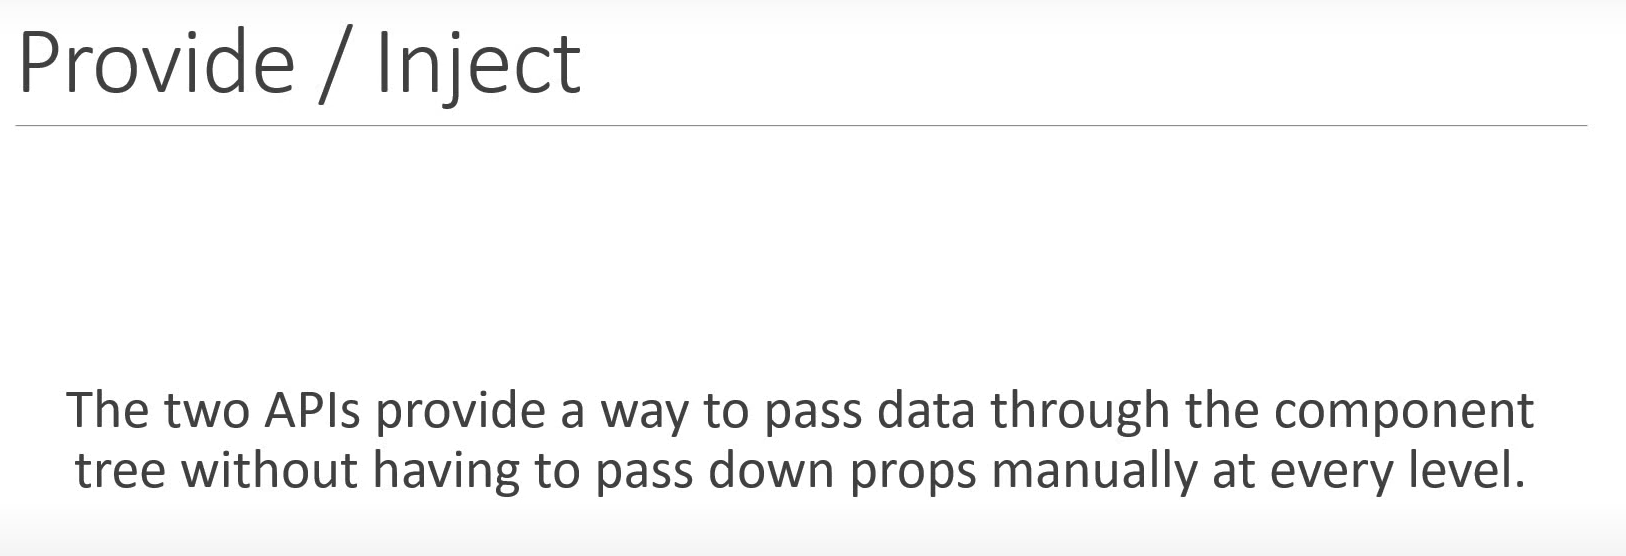 Provide / Inject
The two APIs provide a way to pass data through the component
tree without having to pass down props manually at every level.